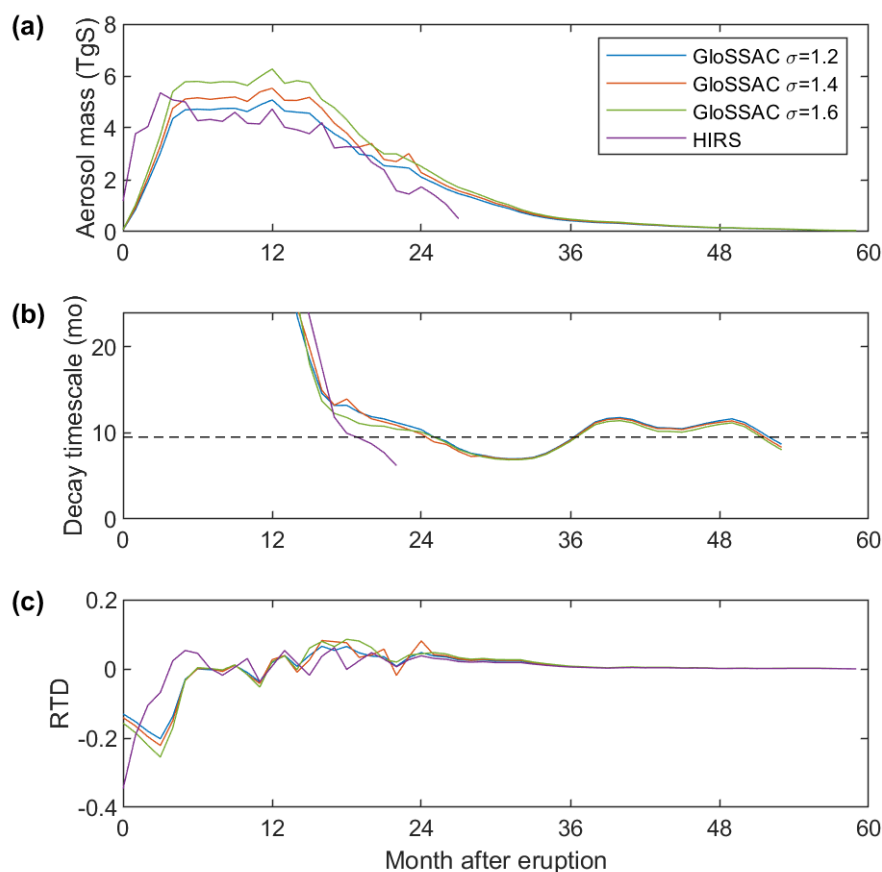 (a)
Aerosol mass (TgS)
8
6
4
2
0
0 12 24 36 48 60
GloSSAC σ=1.2
GloSSAC σ=1.4
GloSSAC σ=1.6
HIRS
(b)
Decay timescale (mo)
20
10
0
0 12 24 36 48 60
(c)
RTD
0.2
0
-0.2
-0.4
0 12 24 36 48 60
Month after eruption